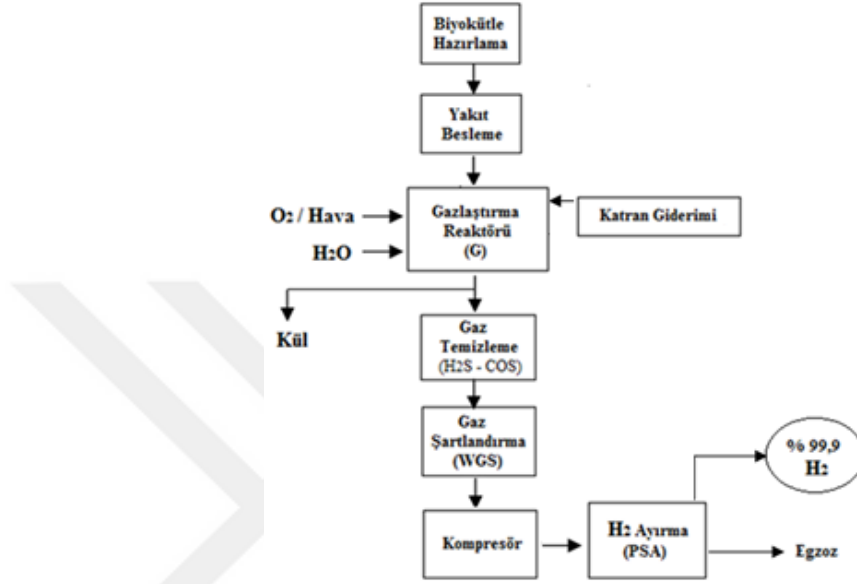 Biyokütle
Hazırlama
Yakıt
Besleme
O2 / Hava
H2O
Gazlaştırma
Reaktörü
(G)
Katran Giderimi
Kül
Gaz
Temizleme
(H2S - COS)
Gaz
Şartlandırma
(WGS)
Kompresör
H2 Ayırma
(PSA)
% 99,9
H2
Egzoz